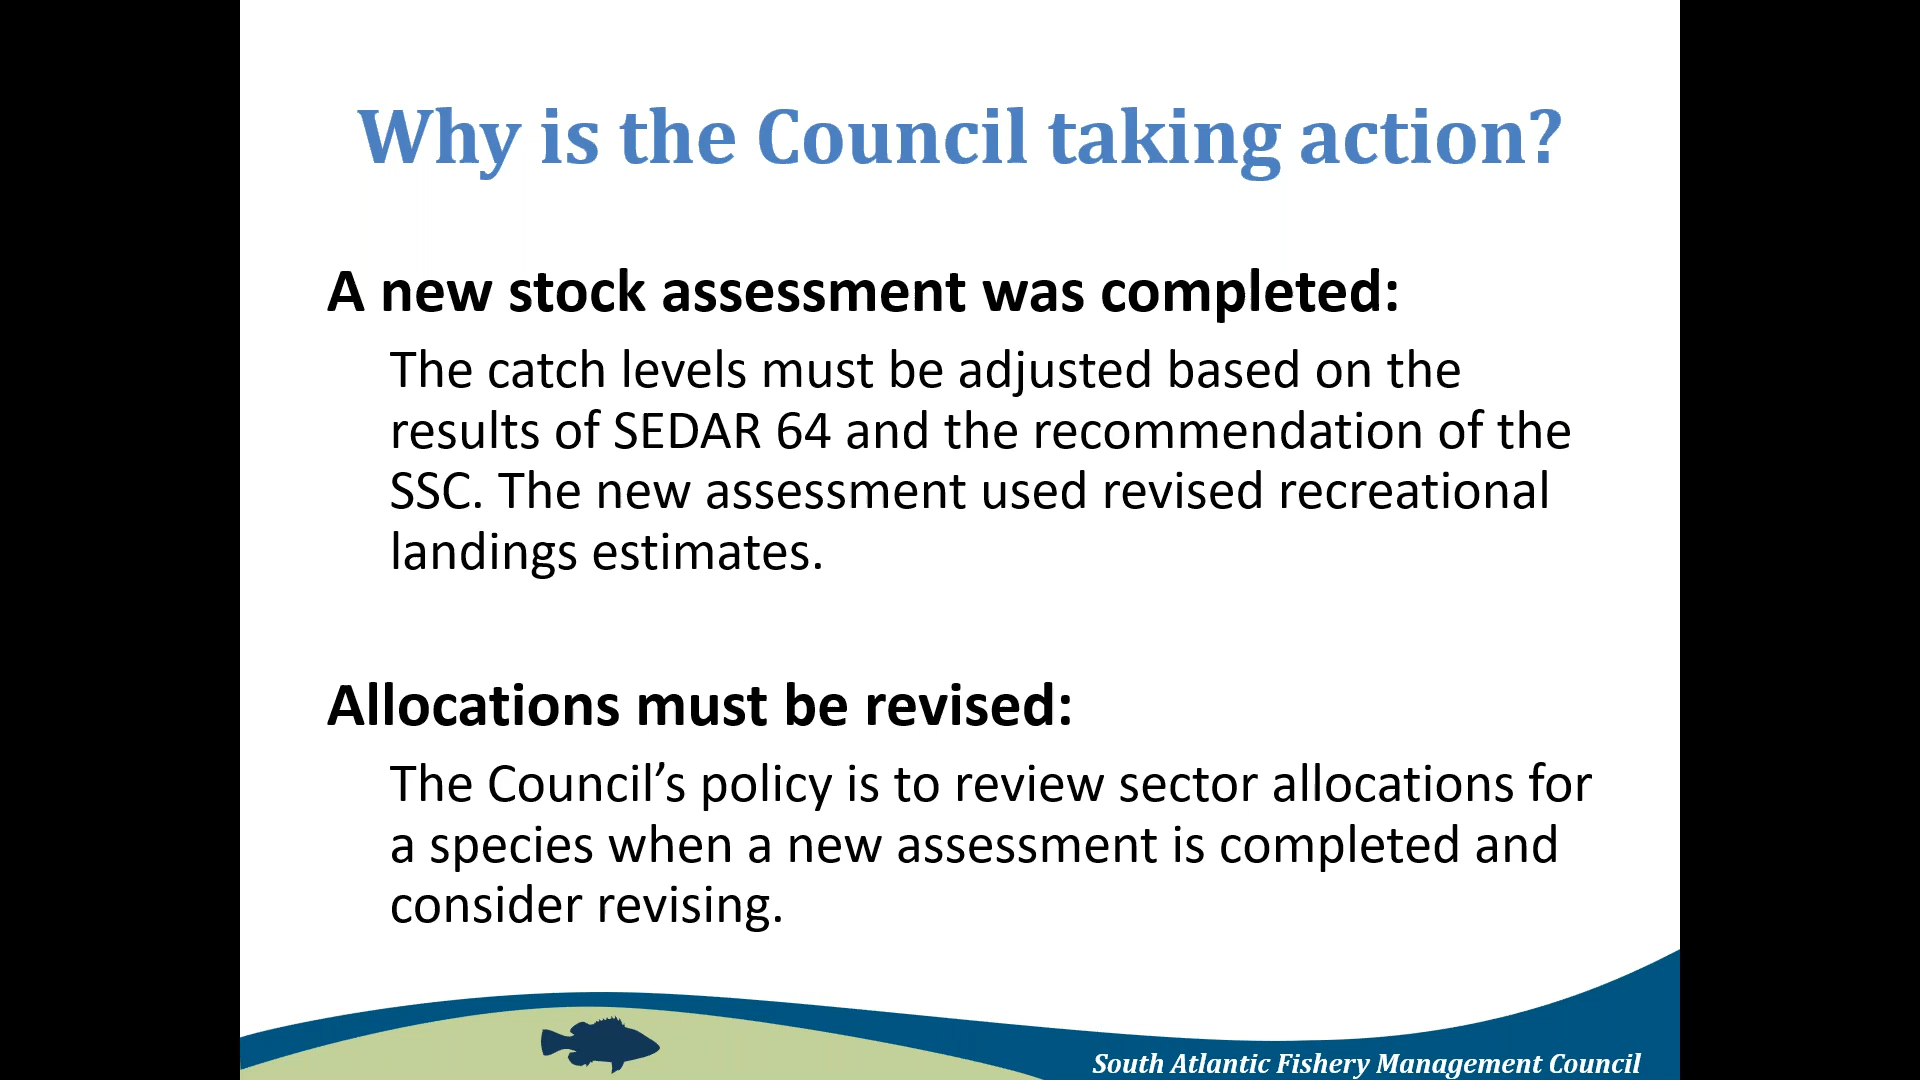 Why is the Council taking action?
A new stock assessment was completed:
The catch levels must be adjusted based on the
results of SEDAR 64 and the recommendation of the
SSC. The new assessment used revised recreational
landings estimates.
Allocations must be revised:
The Council’s policy is to review sector allocations for
a species when a new assessment is completed and
consider revising.
South Atlantic Fishery Management Council